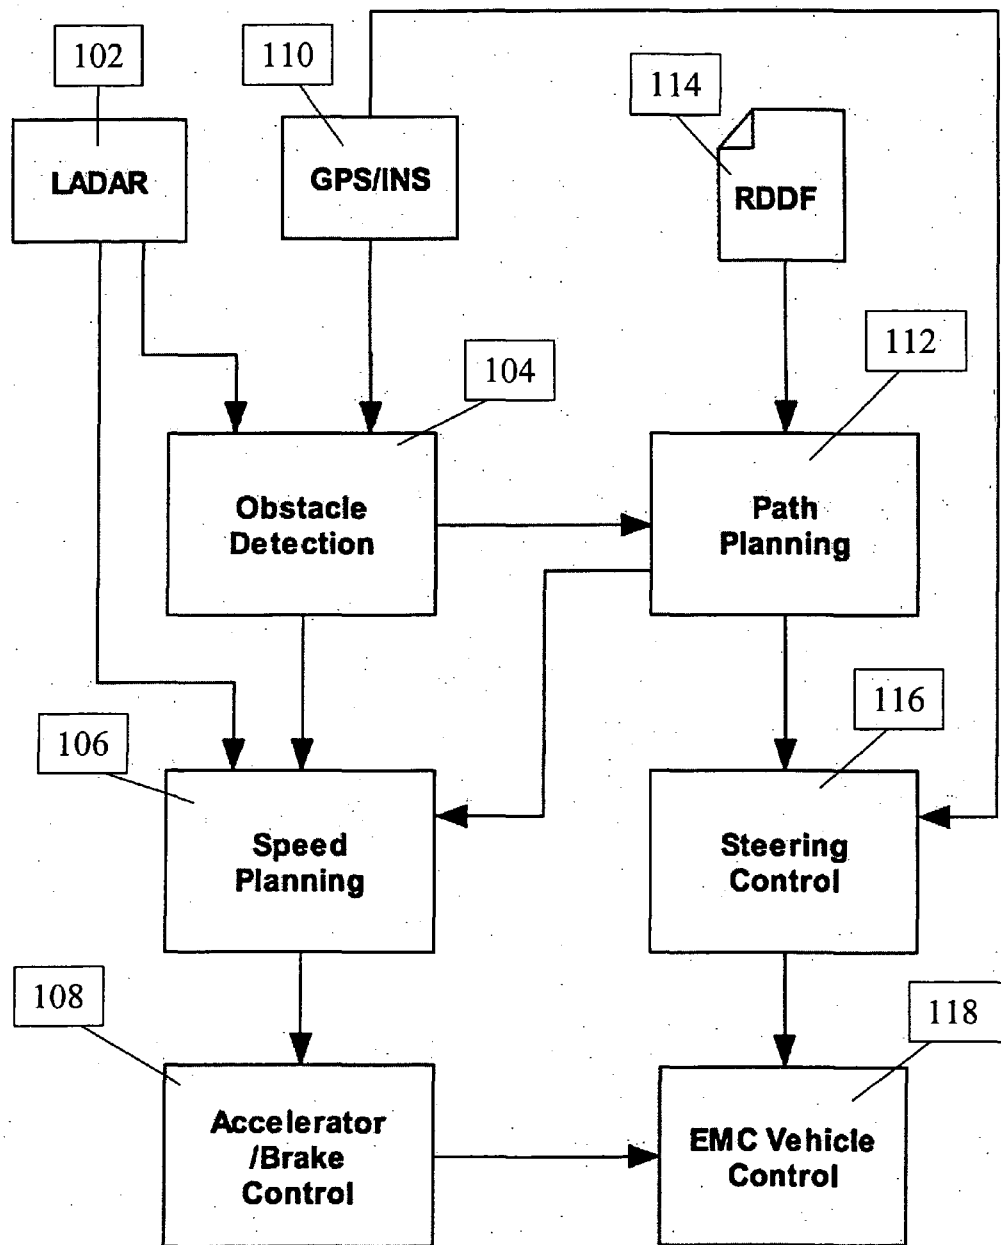 102
110
114
LADAR
GPS/INS
RDDF
104
112
Obstacle
Detection
Path
Planning
106
116
Speed
Planning
Steering
Control
108
118
Accelerator
/Brake
Control
EMC Vehicle
Control